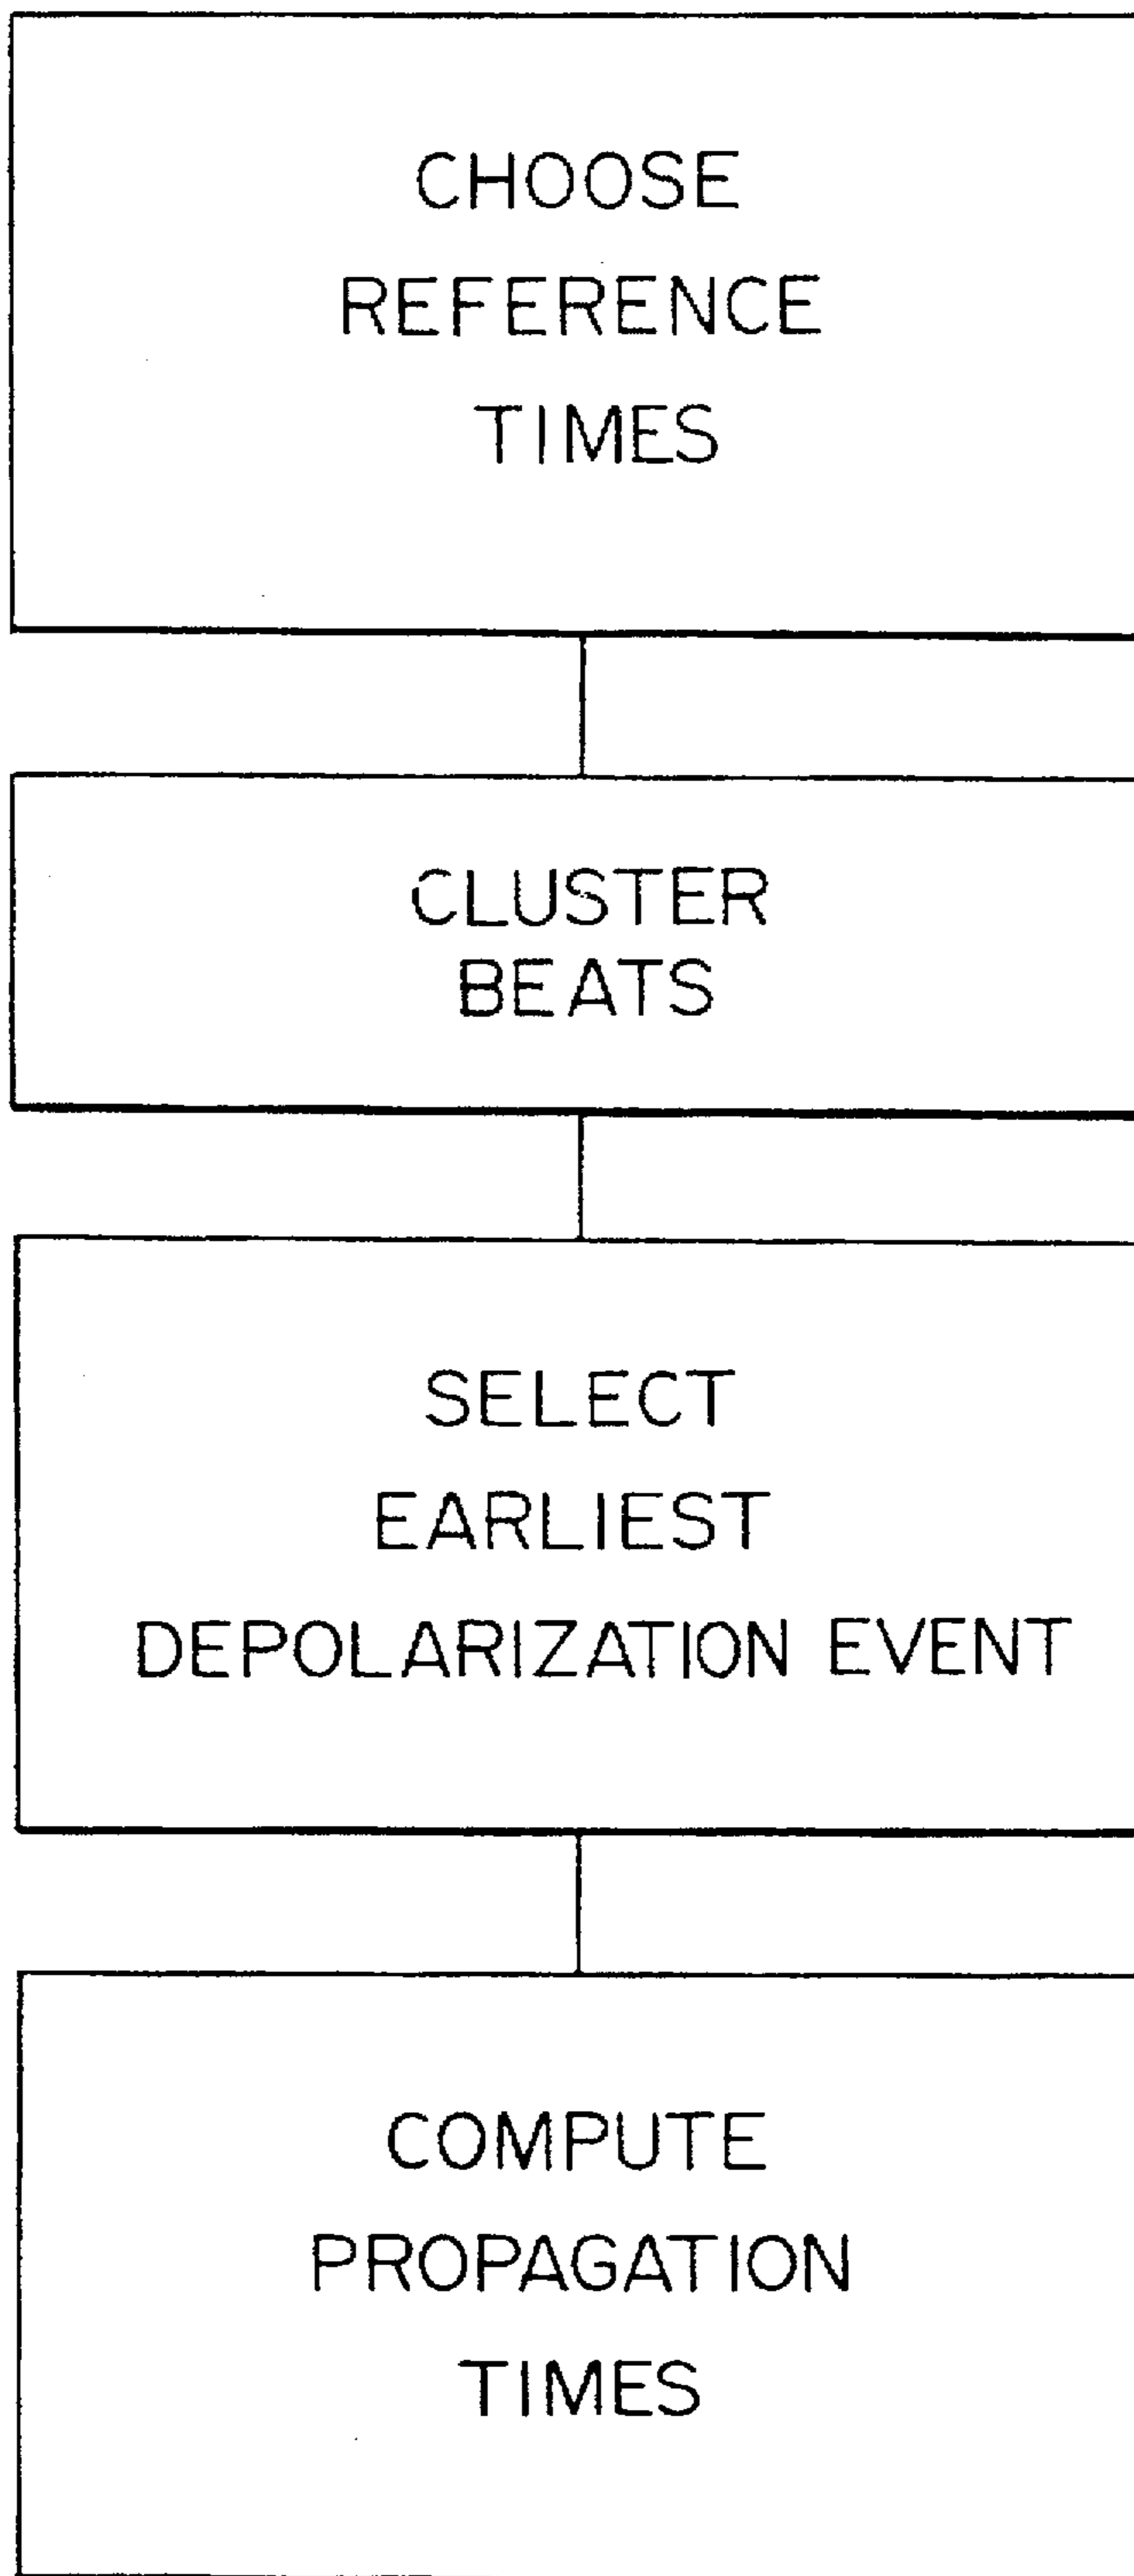 CHOOSE
REFERENCE
TIMES
CLUSTER
BEATS
SELECT
EARLIEST
DEPOLARIZATION EVENT
COMPUTE
PROPAGATION
TIMES